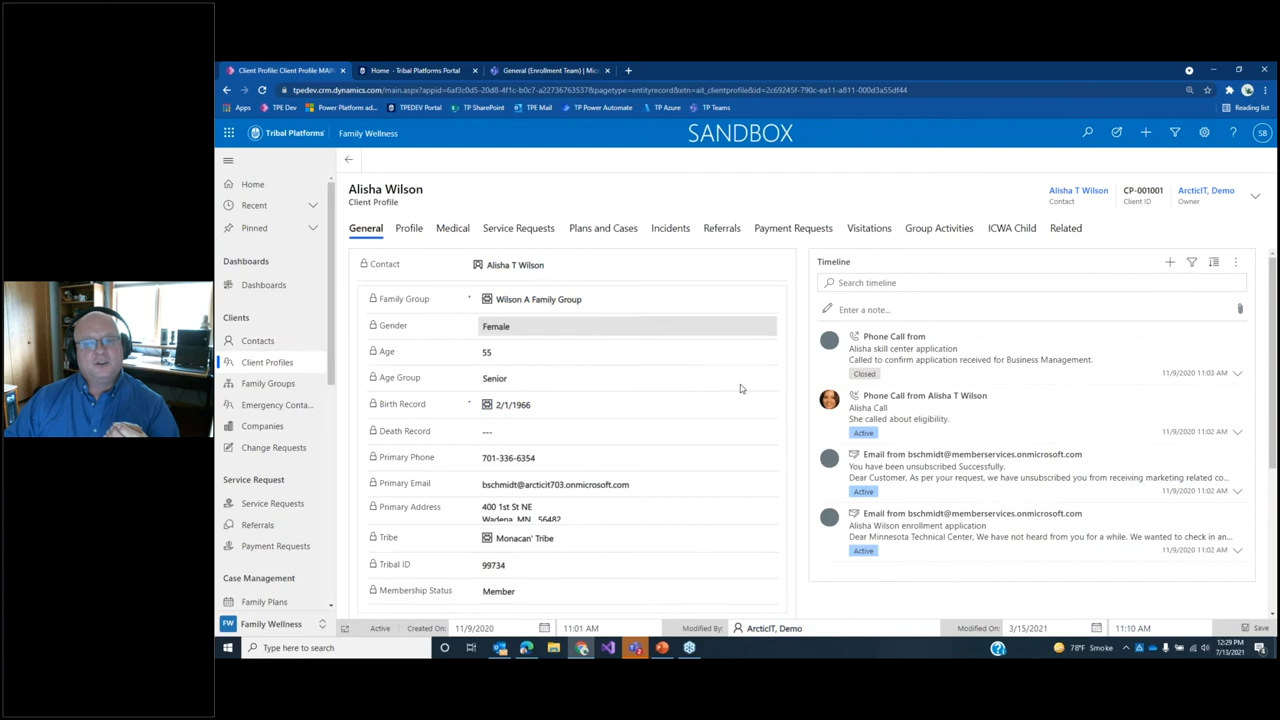 Client Profile: Client Profile MAI
Home - Tribal Platforms Portal
General (Enrollment Team) | Mic
tpedev.crm.dynamics.com/main.aspx?appid=6af3c0d5-20d8-4f1c-b0c7-a227367635378&pagetype=entityrecord&etn=ait_clientprofile&id=2c69245f-790c-ea11-a811-000d3a55df44
Apps TPE Dev Power Platform ad... TPEDEV Portal TP SharePoint TPE Mail TP Power Automate TP Azure TP Teams Reading list
Tribal Platforms Family Wellness SANDBOX SB
Home
Recent
Pinned
Dashboards
Dashboards
Clients
Contacts
Client Profiles
Family Groups
Emergency Conta...
Companies
Change Requests
Service Request
Service Requests
Referrals
Payment Requests
Case Management
Family Plans
FW Family Wellness
Alisha Wilson
Client Profile
Alisha T Wilson
Contact
CP-001001
Client ID
ArcticIT, Demo
Owner
General Profile Medical Service Requests Plans and Cases Incidents Referrals Payment Requests Visitations Group Activities ICWA Child Related
Contact Alisha T Wilson
Family Group * Wilson A Family Group
Gender Female
Age 55
Age Group Senior
Birth Record * 2/1/1966
Death Record ---
Primary Phone 701-336-6354
Primary Email bschmidt@arcticit703.onmicrosoft.com
Primary Address 400 1st St NE
Wadena, MN, 56482
Tribe Monacan' Tribe
Tribal ID 99734
Membership Status Member
Timeline
Search timeline
Enter a note...
Phone Call from
Alisha skill center application
Called to confirm application received for Business Management.
Closed 11/9/2020 11:03 AM
Phone Call from Alisha T Wilson
Alisha Call
She called about eligibility.
Active 11/9/2020 11:02 AM
Email from bschmidt@memberservices.onmicrosoft.com
You have been unsubscribed Successfully.
Dear Customer, As per your request, we have unsubscribed you from receiving marketing related co...
Active 11/9/2020 11:02 AM
Email from bschmidt@memberservices.onmicrosoft.com
Alisha Wilson enrollment application
Dear Minnesota Technical Center, We have not heard from you for a while. We wanted to check in an...
Active 11/9/2020 11:02 AM
Active Created On: 11/9/2020 11:01 AM Modified By: ArcticIT, Demo Modified On: 3/15/2021 11:10 AM Save
Type here to search
78°F Smoke
12:29 PM
7/13/2021